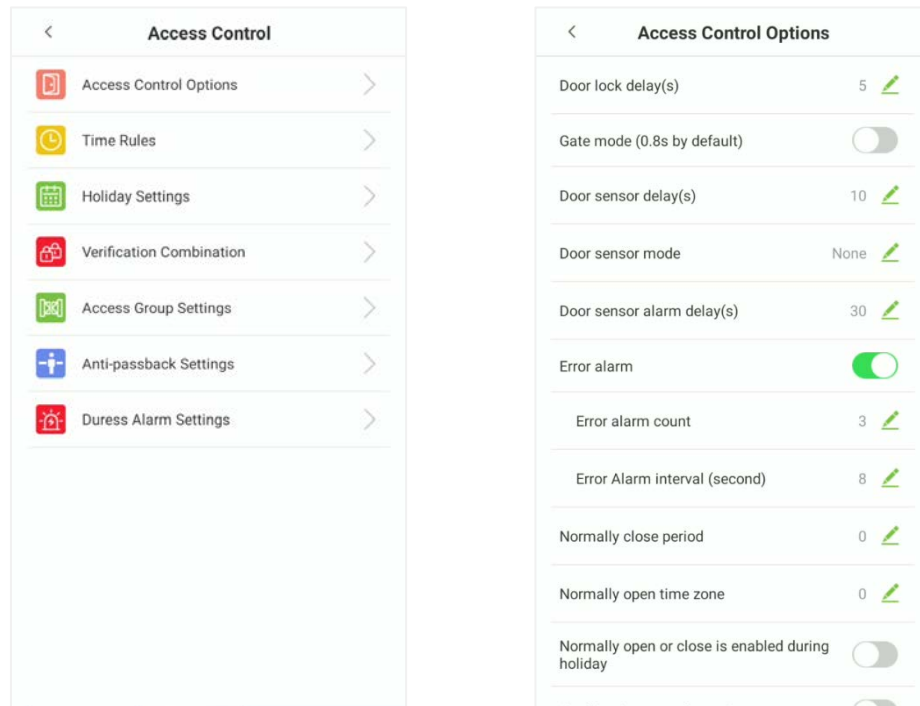 Access Control
Access Control Options
Time Rules
Holiday Settings
Verification Combination
Access Group Settings
Anti-passback Settings
Duress Alarm Settings
Access Control Options
Door lock delay(s) 5
Gate mode (0.8s by default)
Door sensor delay(s) 10
Door sensor mode None
Door sensor alarm delay(s) 30
Error alarm
Error alarm count 3
Error Alarm interval (second) 8
Normally close period 0
Normally open time zone 0
Normally open or close is enabled during
holiday